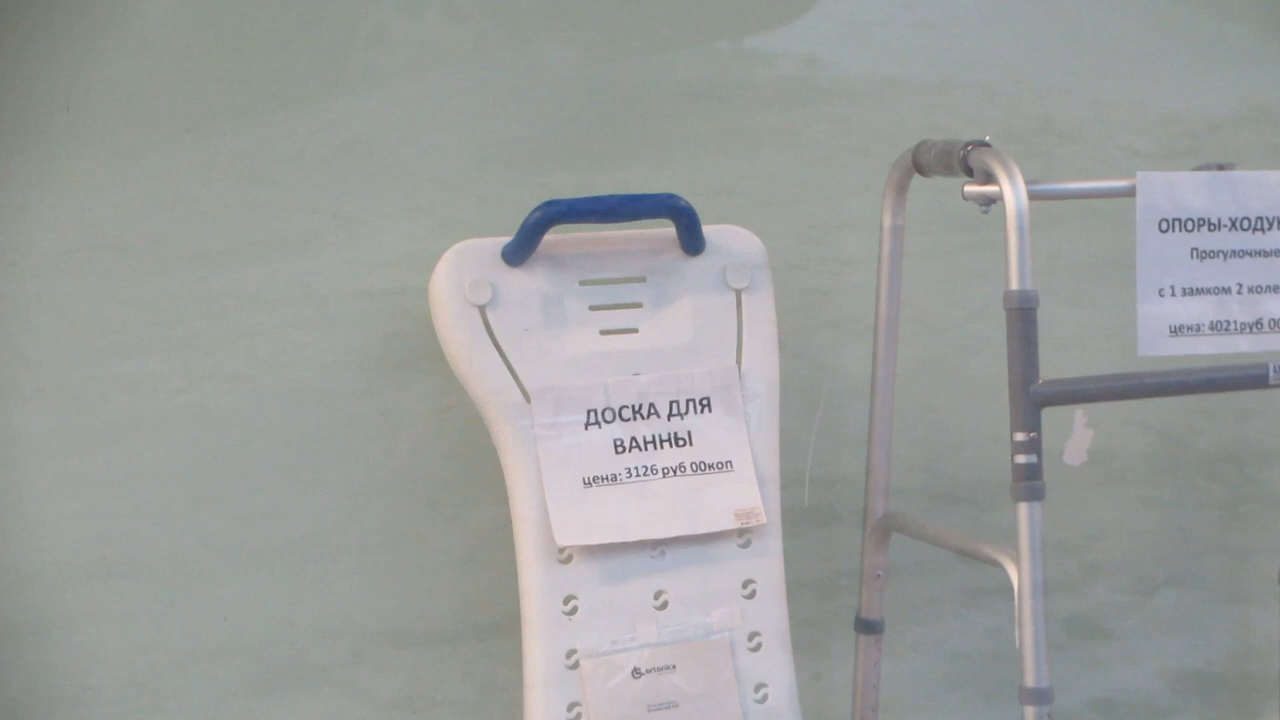 ДОСКА ДЛЯ
ВАННЫ
цена: 3126 руб 00коп
ortonica
ОПОРЫ-ХОДУ
Прогулочные
с 1 замком 2 коле
цена: 4021руб 00